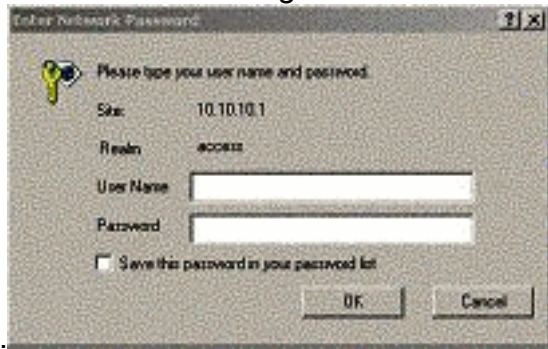 Enter Network Password
Please type your user name and password.
Site: 10.10.10.1
Realm access
User Name
Password
Save this password in your password list
OK Cancel